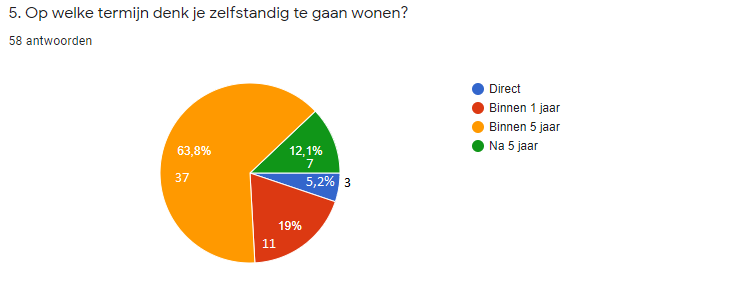 5. Op welke termijn denk je zelfstandig te gaan wonen?
58 antwoorden
Direct
Binnen 1 jaar
Binnen 5 jaar
Na 5 jaar
63,8%
37
12,1%
7
5,2% 3
19%
11